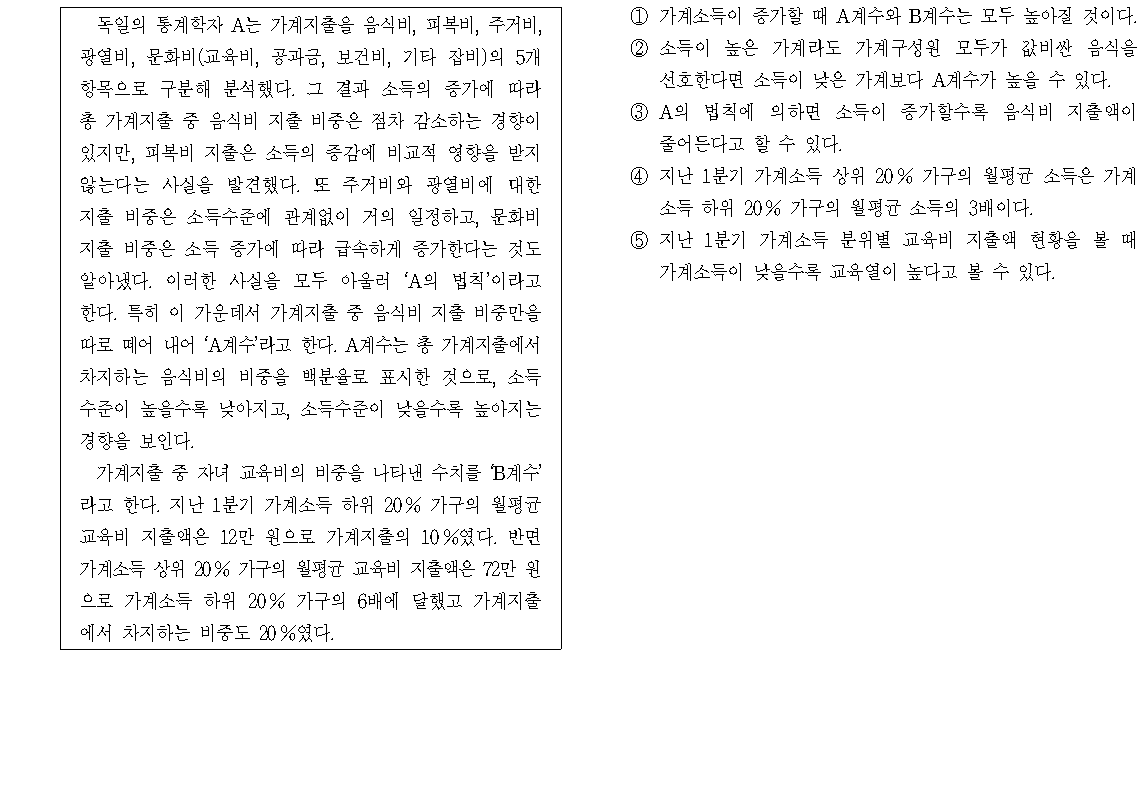 독일의 통계학자 A는 가계지출을 음식비, 피복비, 주거비,
광열비, 문화비(교육비, 공과금, 보건비, 기타 잡비)의 5개
항목으로 구분해 분석했다. 그 결과 소득의 증가에 따라
총 가계지출 중 음식비 지출 비중은 점차 감소하는 경향이
있지만, 피복비 지출은 소득의 증감에 비교적 영향을 받지
않는다는 사실을 발견했다. 또 주거비와 광열비에 대한
지출 비중은 소득수준에 관계없이 거의 일정하고, 문화비
지출 비중은 소득 증가에 따라 급속하게 증가한다는 것도
알아냈다. 이러한 사실을 모두 아울러 ‘A의 법칙’이라고
한다. 특히 이 가운데서 가계지출 중 음식비 지출 비중만을
따로 떼어 내어 ‘A계수’라고 한다. A계수는 총 가계지출에서
차지하는 음식비의 비중을 백분율로 표시한 것으로, 소득
수준이 높을수록 낮아지고, 소득수준이 낮을수록 높아지는
경향을 보인다.
가계지출 중 자녀 교육비의 비중을 나타낸 수치를 ‘B계수’
라고 한다. 지난 1분기 가계소득 하위 20% 가구의 월평균
교육비 지출액은 12만 원으로 가계지출의 10%였다. 반면
가계소득 상위 20% 가구의 월평균 교육비 지출액은 72만 원
으로 가계소득 하위 20% 가구의 6배에 달했고 가계지출
에서 차지하는 비중도 20%였다.
① 가계소득이 증가할 때 A계수와 B계수는 모두 높아질 것이다.
② 소득이 높은 가계라도 가계구성원 모두가 값비싼 음식을
선호한다면 소득이 낮은 가계보다 A계수가 높을 수 있다.
③ A의 법칙에 의하면 소득이 증가할수록 음식비 지출액이
줄어든다고 할 수 있다.
④ 지난 1분기 가계소득 상위 20% 가구의 월평균 소득은 가계
소득 하위 20% 가구의 월평균 소득의 3배이다.
⑤ 지난 1분기 가계소득 분위별 교육비 지출액 현황을 볼 때
가계소득이 낮을수록 교육열이 높다고 볼 수 있다.